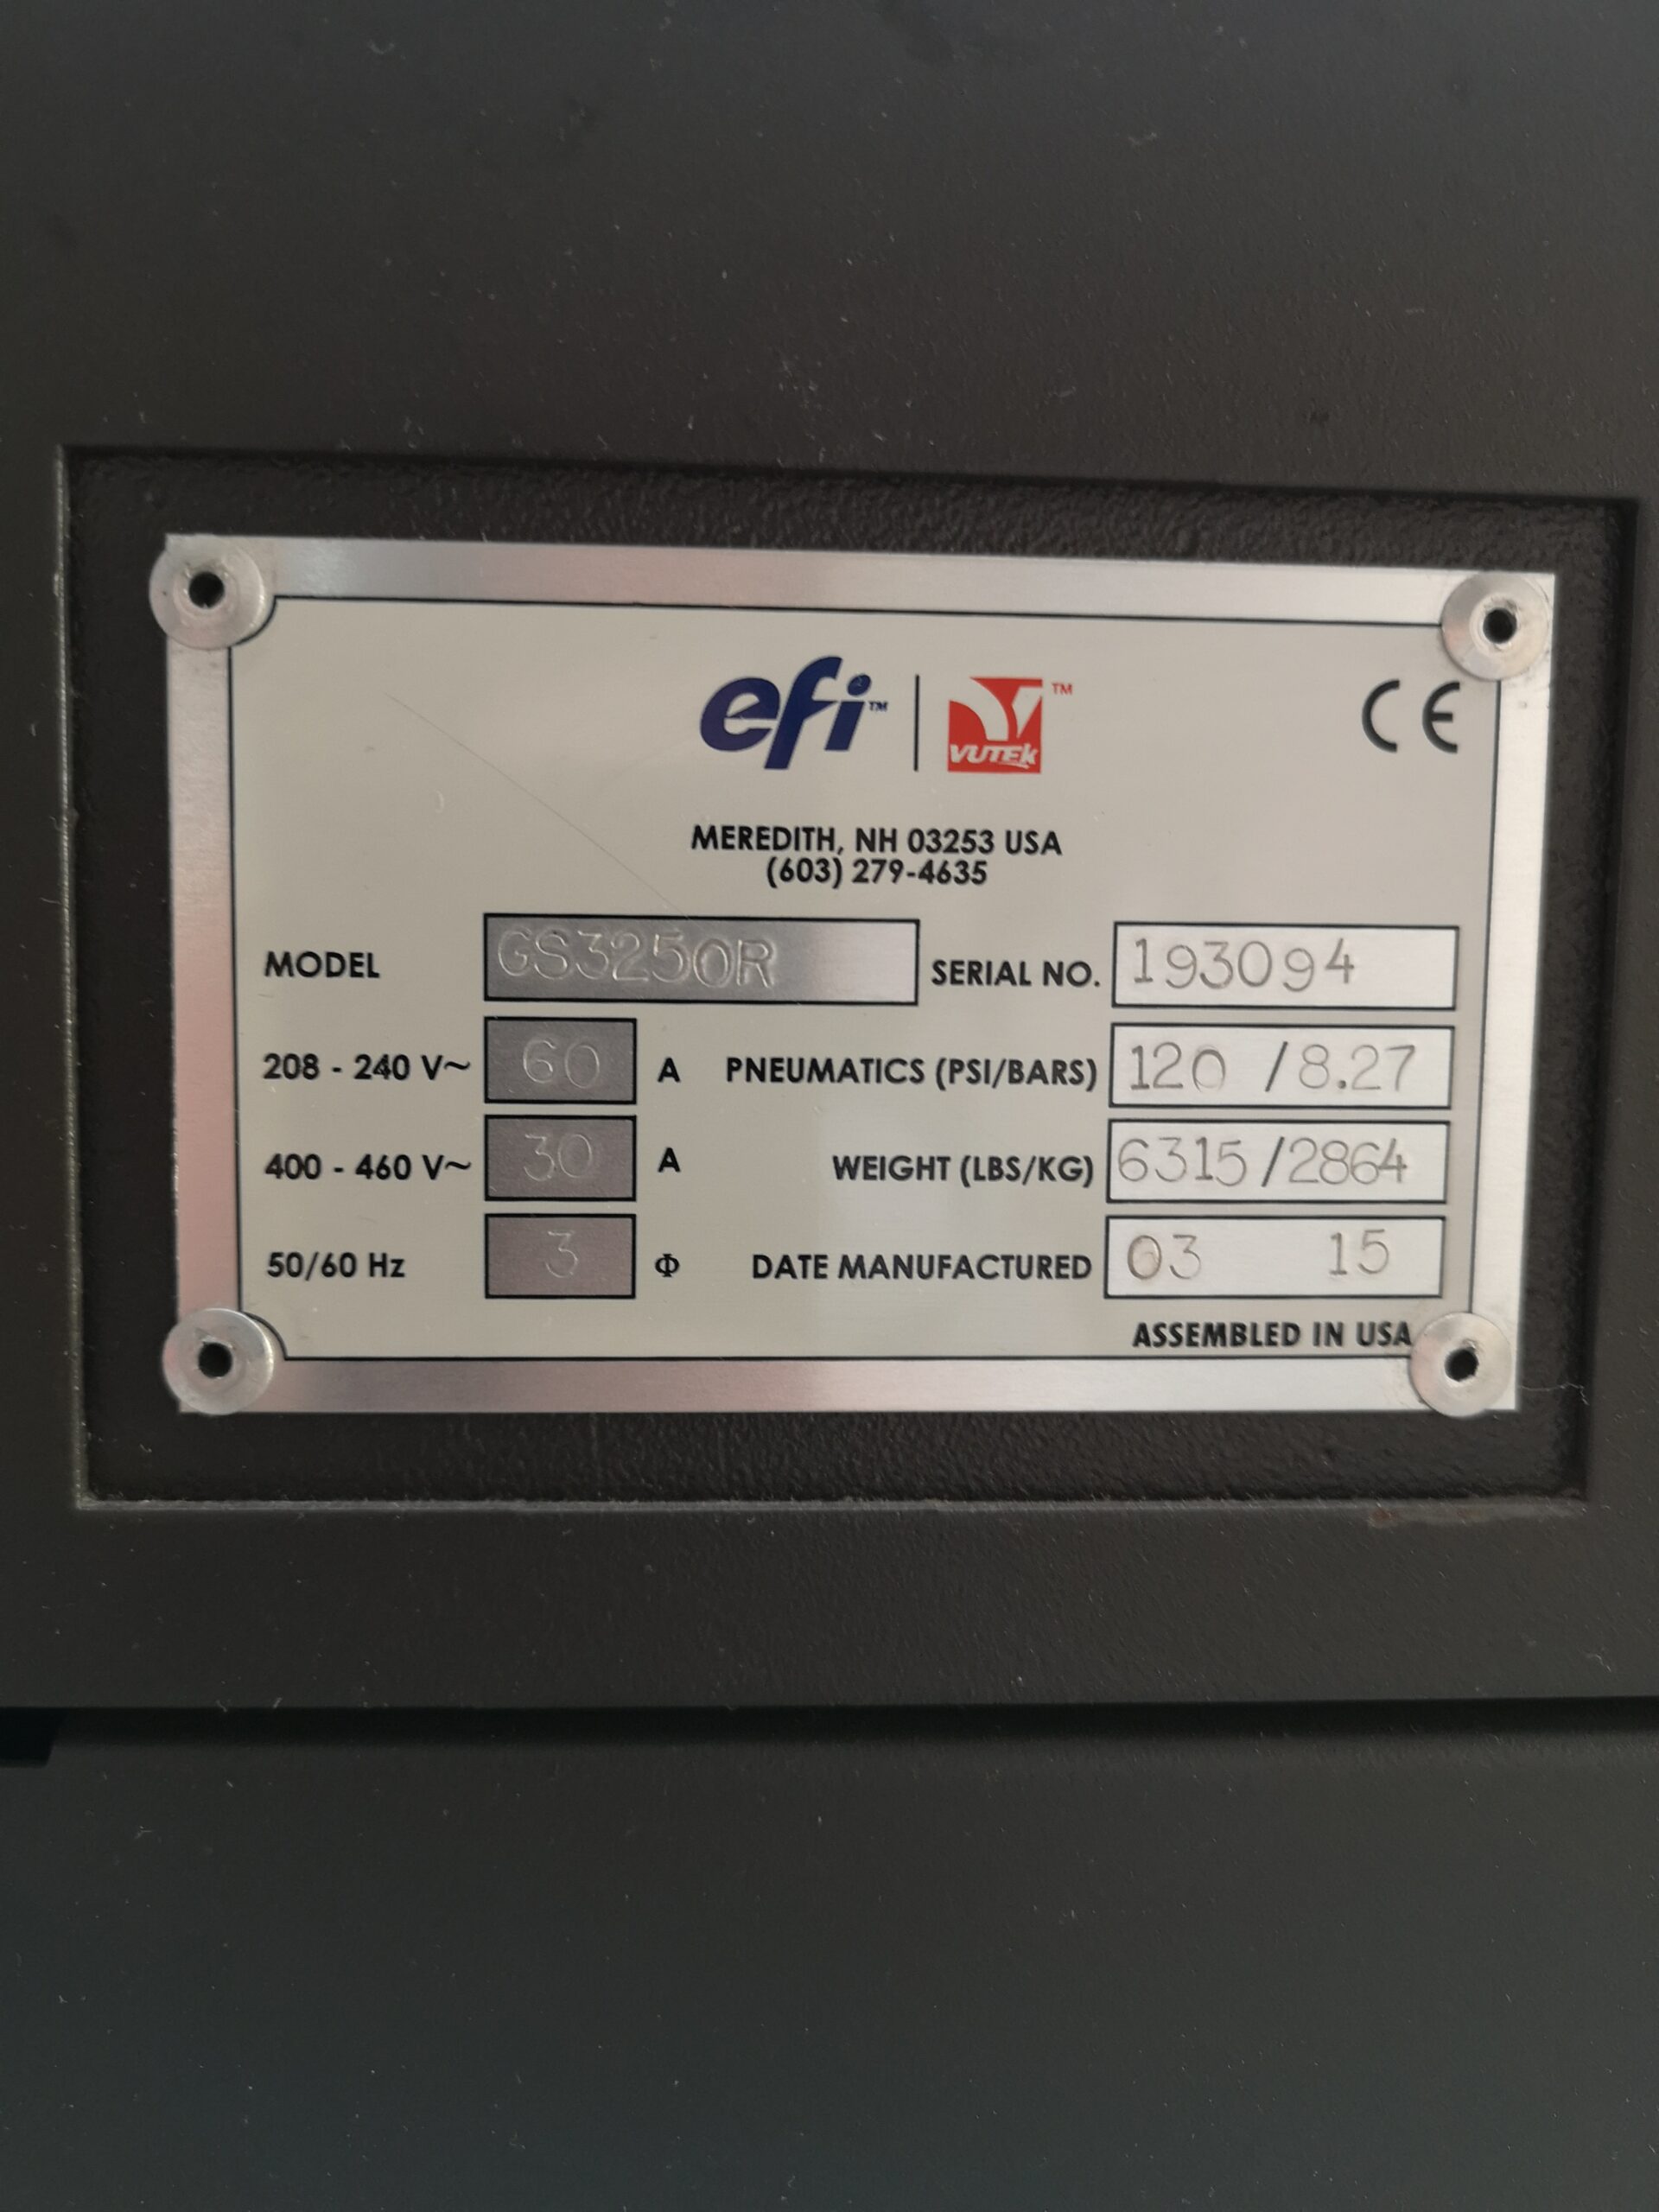 efi™ | VUTEk™ CE
MEREDITH, NH 03253 USA
(603) 279-4635
MODEL GS3250R SERIAL NO. 193094
208 - 240 V~ 60 A PNEUMATICS (PSI/BARS) 120 /8.27
400 - 460 V~ 30 A WEIGHT (LBS/KG) 6315/2864
50/60 Hz 3 Φ DATE MANUFACTURED 03 15
ASSEMBLED IN USA